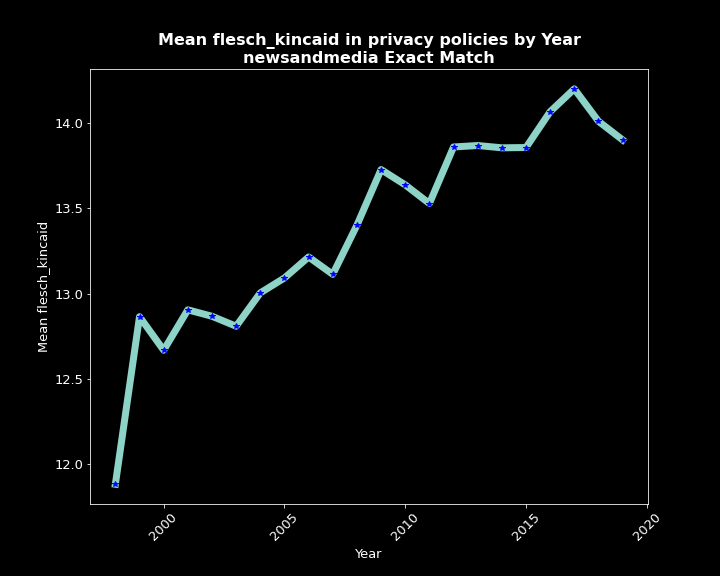 Mean flesch_kincaid in privacy policies by Year
newsandmedia Exact Match
Mean flesch_kincaid
14.0
13.5
13.0
12.5
12.0
2000
2005
2010
2015
2020
Year